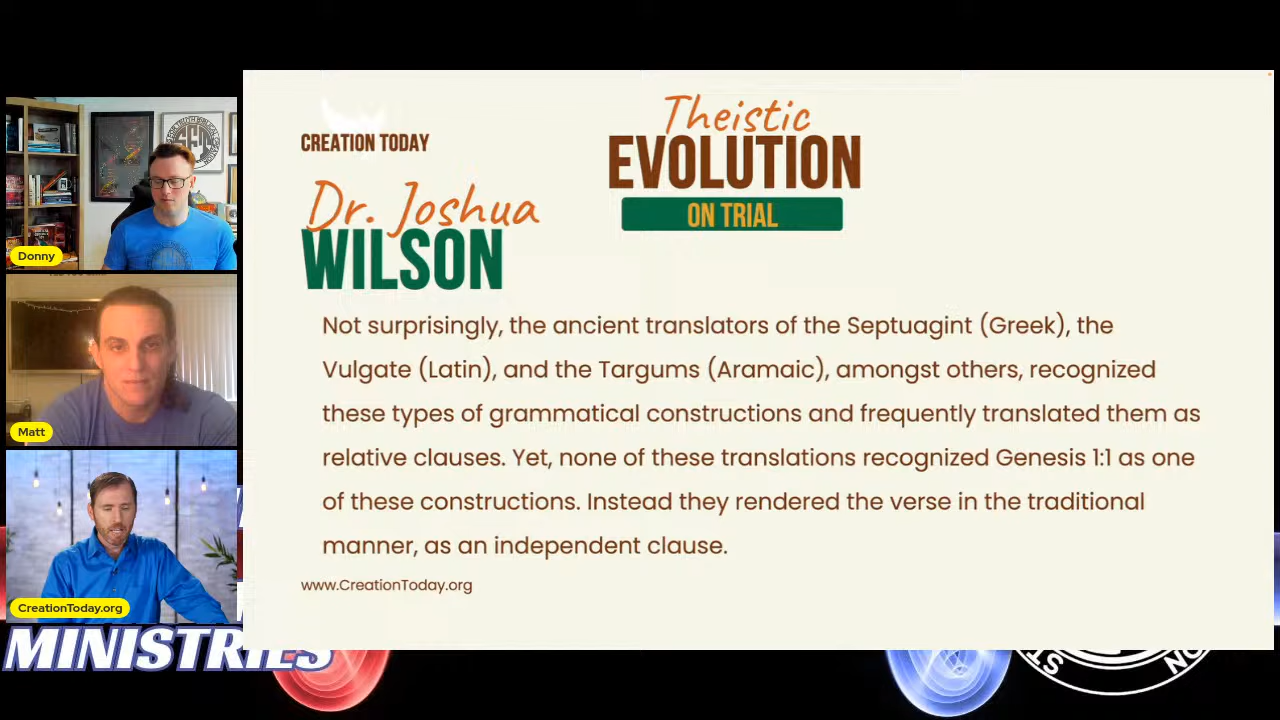 CREATION TODAY
Theistic
EVOLUTION
ON TRIAL
Dr. Joshua
WILSON
Not surprisingly, the ancient translators of the Septuagint (Greek), the
Vulgate (Latin), and the Targums (Aramaic), amongst others, recognized
these types of grammatical constructions and frequently translated them as
relative clauses. Yet, none of these translations recognized Genesis 1:1 as one
of these constructions. Instead they rendered the verse in the traditional
manner, as an independent clause.
www.CreationToday.org
Donny
Matt
CreationToday.org
MINISTRIES